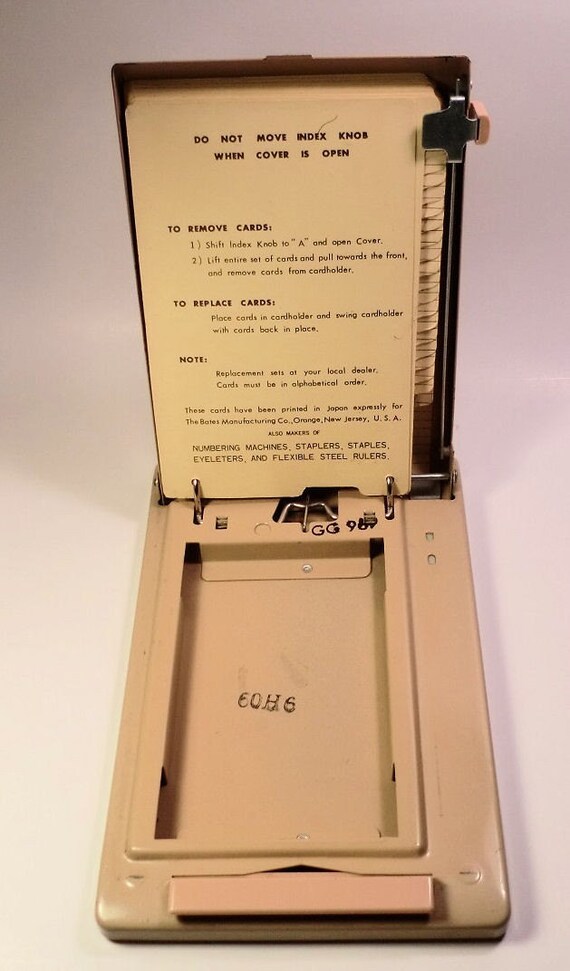 DO NOT MOVE INDEX KNOB
WHEN COVER IS OPEN
TO REMOVE CARDS:
1) Shift Index Knob to "A" and open Cover.
2) Lift entire set of cards and pull towards the front,
and remove cards from cardholder.
TO REPLACE CARDS:
Place cards in cardholder and swing cardholder
with cards back in place.
NOTE:
Replacement sets at your local dealer.
Cards must be in alphabetical order.
These cards have been printed in Japan expressly for
The Bates Manufacturing Co., Orange, New Jersey, U. S. A.
ALSO MAKERS OF
NUMBERING MACHINES, STAPLERS, STAPLES,
EYELETERS, AND FLEXIBLE STEEL RULERS.
GG
60H6